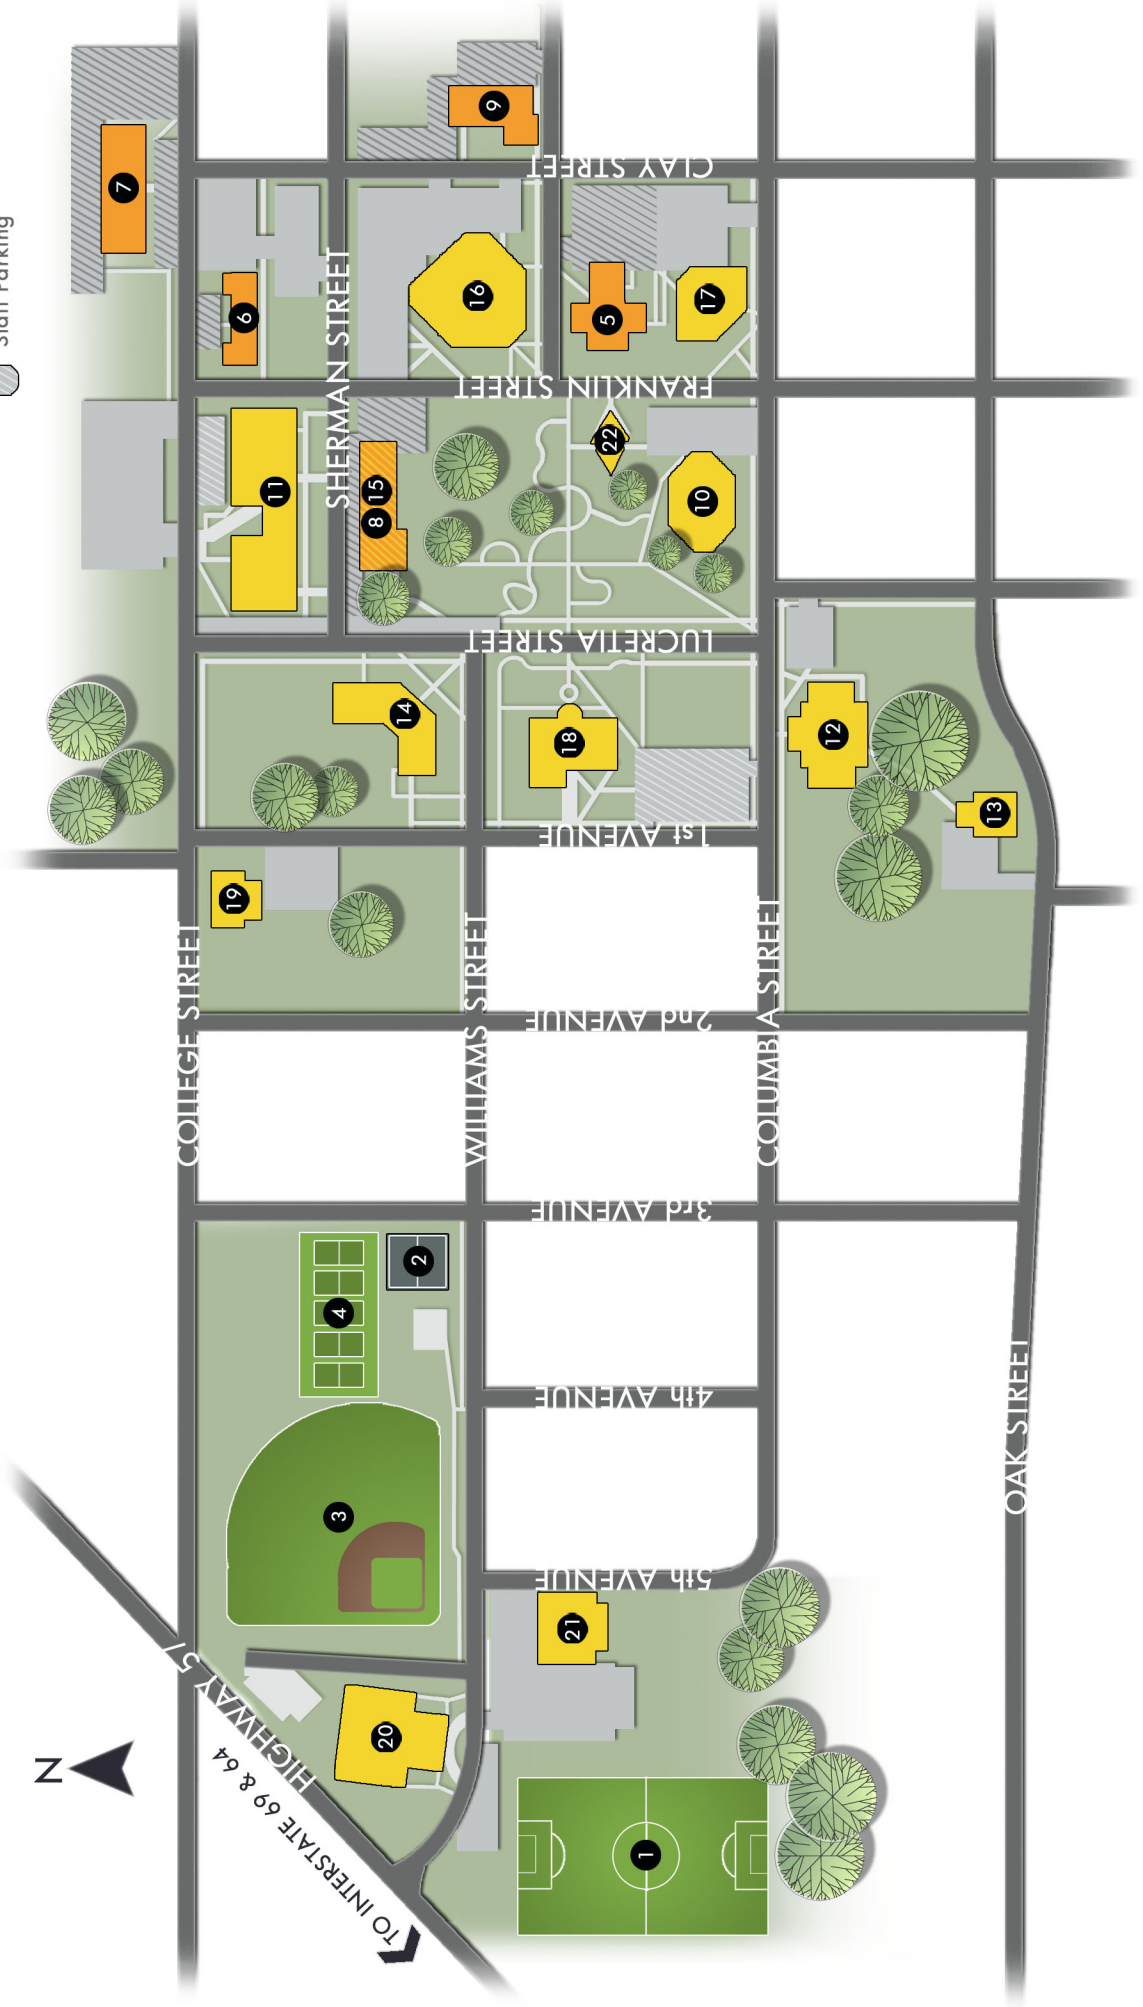 Staff Parking
7
9
CLAY STREET
6
16
5
17
SHERMAN STREET
FRANKLIN STREET
11
8
15
22
10
LUCRETIA STREET
14
18
12
13
1st AVENUE
19
COLLEGE STREET
WILLIAMS STREET
COLUMBIA STREET
2nd AVENUE
3rd AVENUE
4
2
4th AVENUE
OAK STREET
3
5th AVENUE
21
HIGHWAY 57
20
N
TO INTERSTATE 69 & 64
1